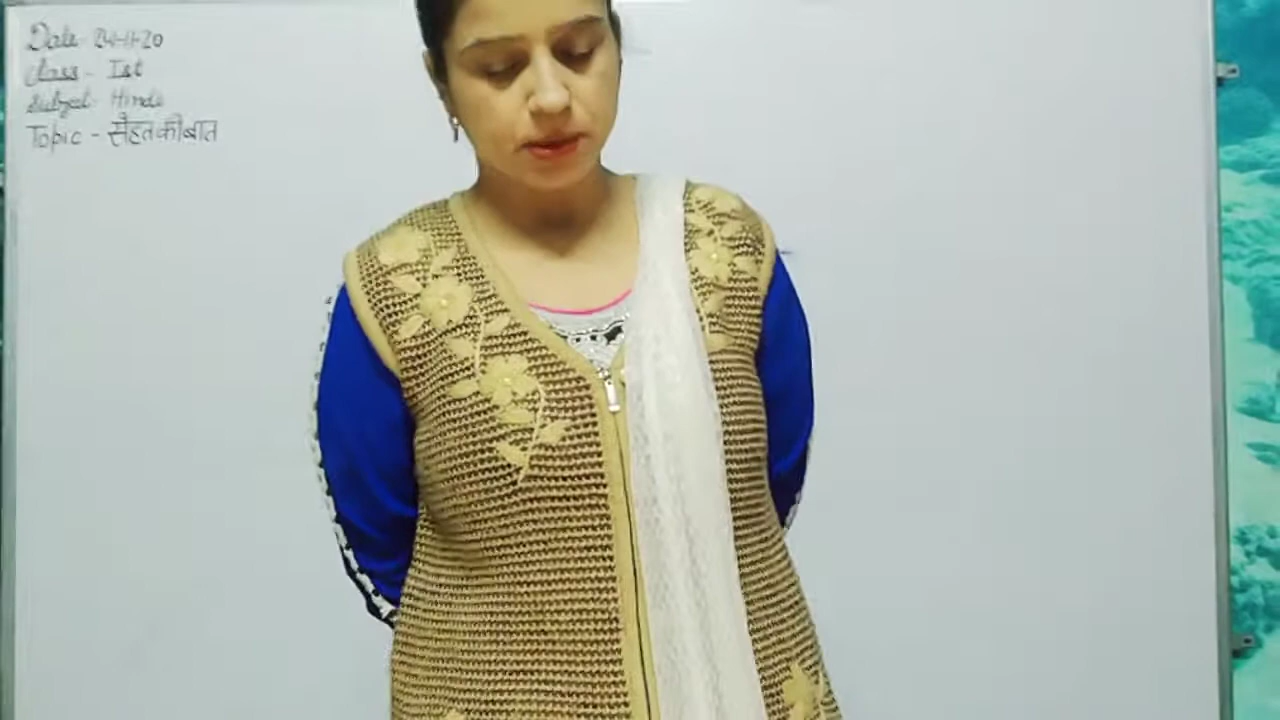 Date - 24-11-20
Class - Ist
Subject - Hindi
Topic - सेहत की बात